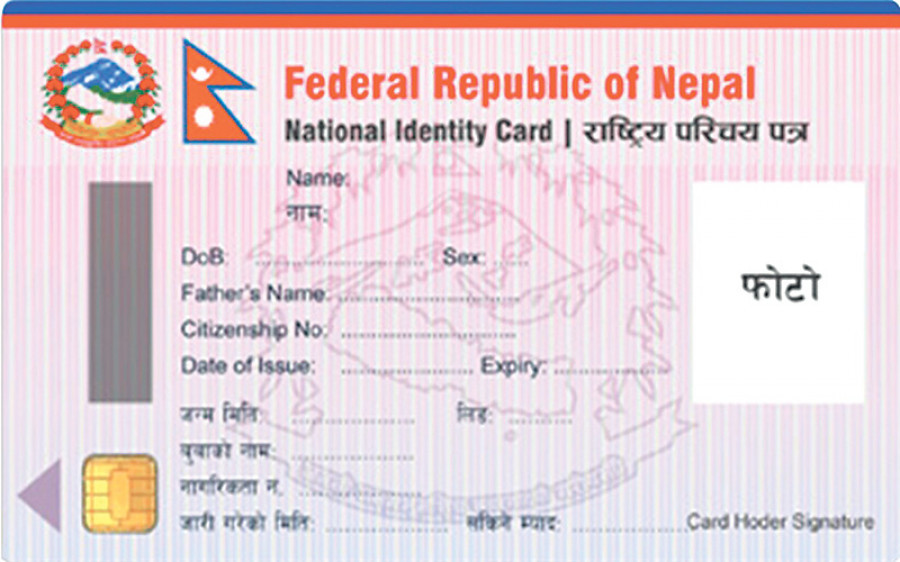 Federal Republic of Nepal
National Identity Card | राष्ट्रिय परिचय पत्र
Name:
नाम:
DoB: .................... Sex: .....
Father's Name: ........................
Citizenship No: ........................
Date of Issue: .................. Expiry: ................
फोटो
जन्म मिति: ................. लिङ: .........
बुवाको नाम: ..................
नागरिकता न. ..................
जारी गरेको मिति: ................. सकिने म्याद: ................
Card Hoder Signature